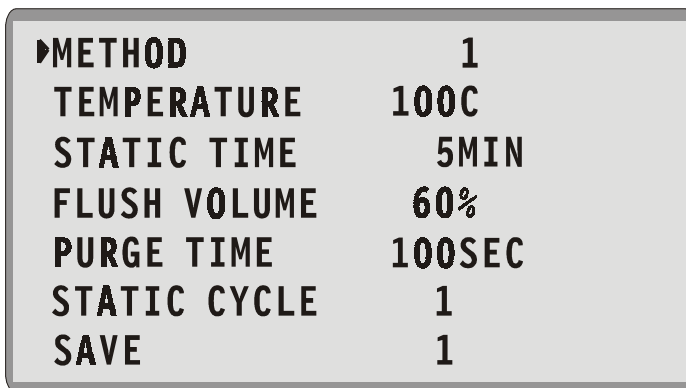 METHOD 1
TEMPERATURE 100C
STATIC TIME 5MIN
FLUSH VOLUME 60%
PURGE TIME 100SEC
STATIC CYCLE 1
SAVE 1